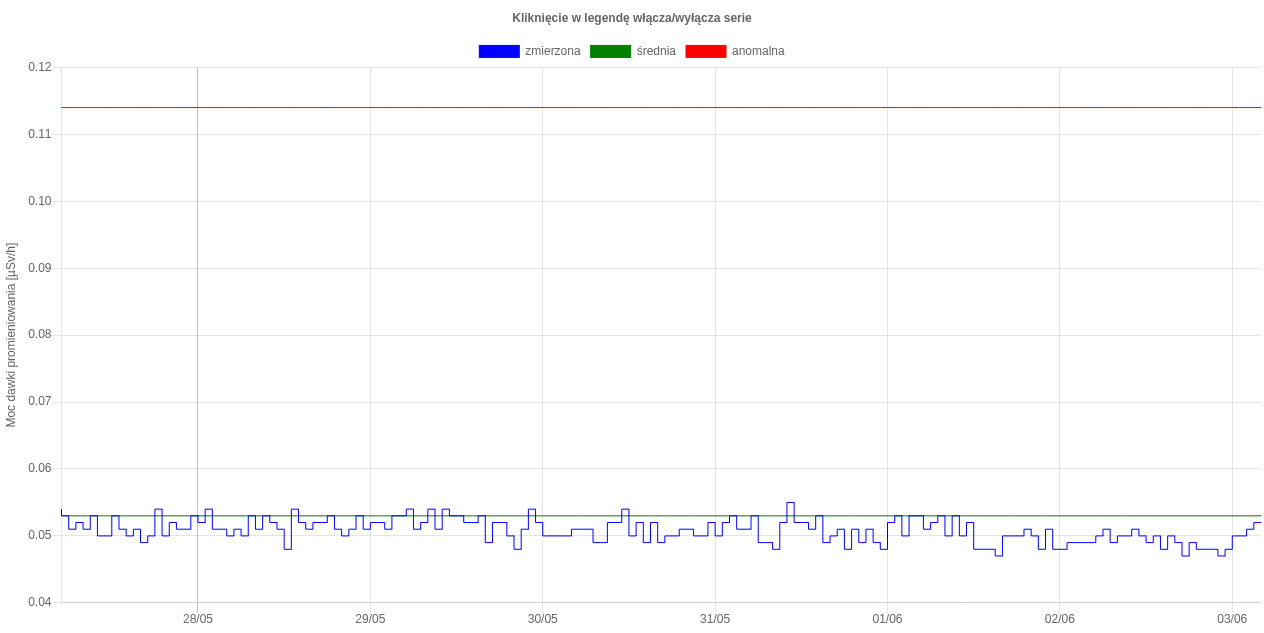 Kliknięcie w legendę włącza/wyłącza serie
zmierzona średnia anomalna
Moc dawki promieniowania [µSv/h]
0.12
0.11
0.10
0.09
0.08
0.07
0.06
0.05
0.04
28/05 29/05 30/05 31/05 01/06 02/06 03/06